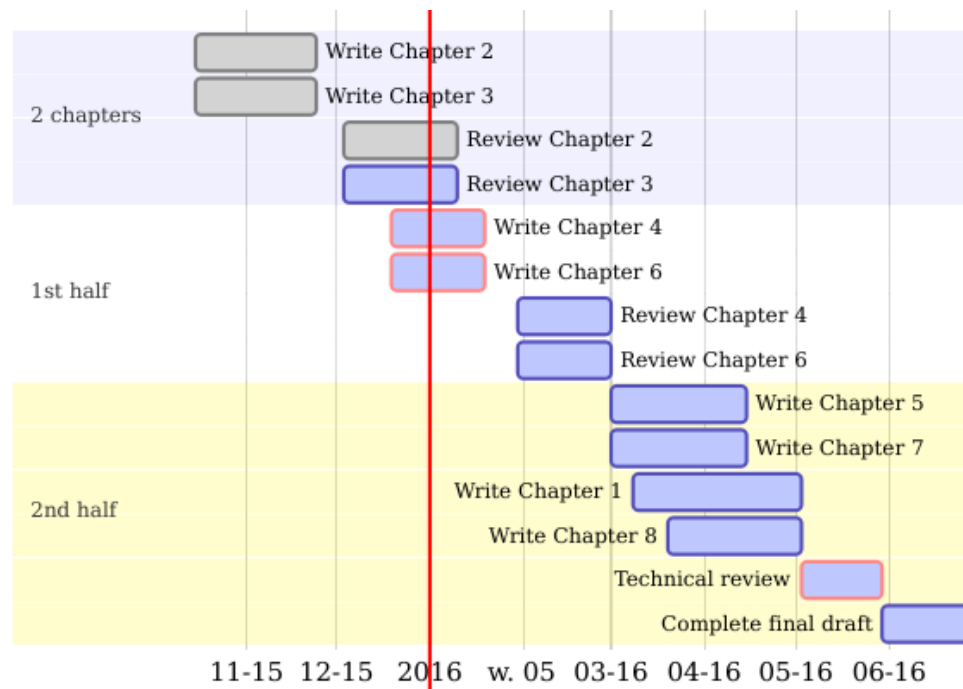 Write Chapter 2
Write Chapter 3
2 chapters
Review Chapter 2
Review Chapter 3
Write Chapter 4
Write Chapter 6
1st half
Review Chapter 4
Review Chapter 6
Write Chapter 5
Write Chapter 7
Write Chapter 1
2nd half
Write Chapter 8
Technical review
Complete final draft
11-15 12-15 2016 w. 05 03-16 04-16 05-16 06-16